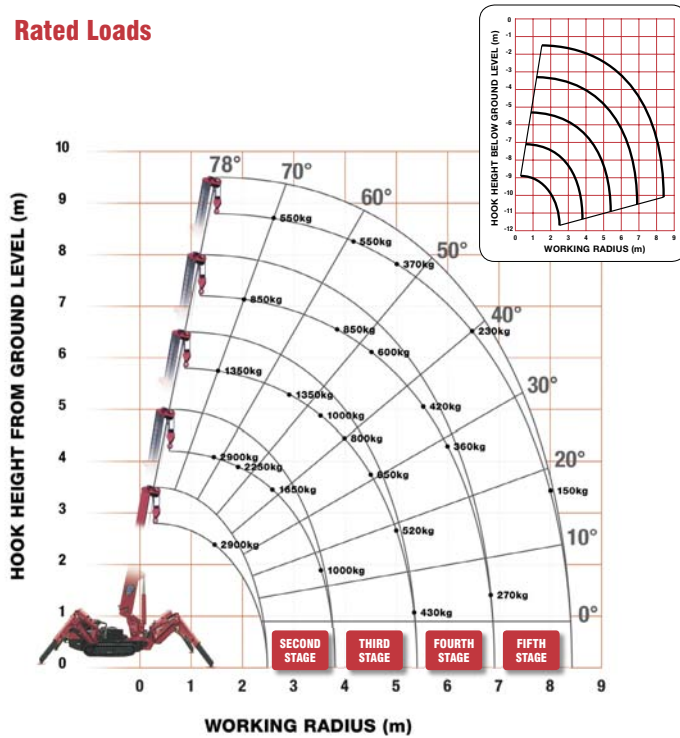 Rated Loads
0
-1
-2
-3
-4
-5
-6
-7
-8
-9
-10
-11
-12
HOOK HEIGHT BELOW GROUND LEVEL (m)
0 1 2 3 4 5 6 7 8 9
WORKING RADIUS (m)
HOOK HEIGHT FROM GROUND LEVEL (m)
10
9
8
7
6
5
4
3
2
1
0
78°
70°
60°
50°
40°
30°
20°
10°
0°
550kg
550kg
370kg
230kg
150kg
850kg
850kg
600kg
420kg
360kg
270kg
1350kg
1350kg
1000kg
800kg
650kg
520kg
430kg
2900kg
2250kg
1650kg
1000kg
2900kg
SECOND
STAGE
THIRD
STAGE
FOURTH
STAGE
FIFTH
STAGE
0 1 2 3 4 5 6 7 8 9
WORKING RADIUS (m)